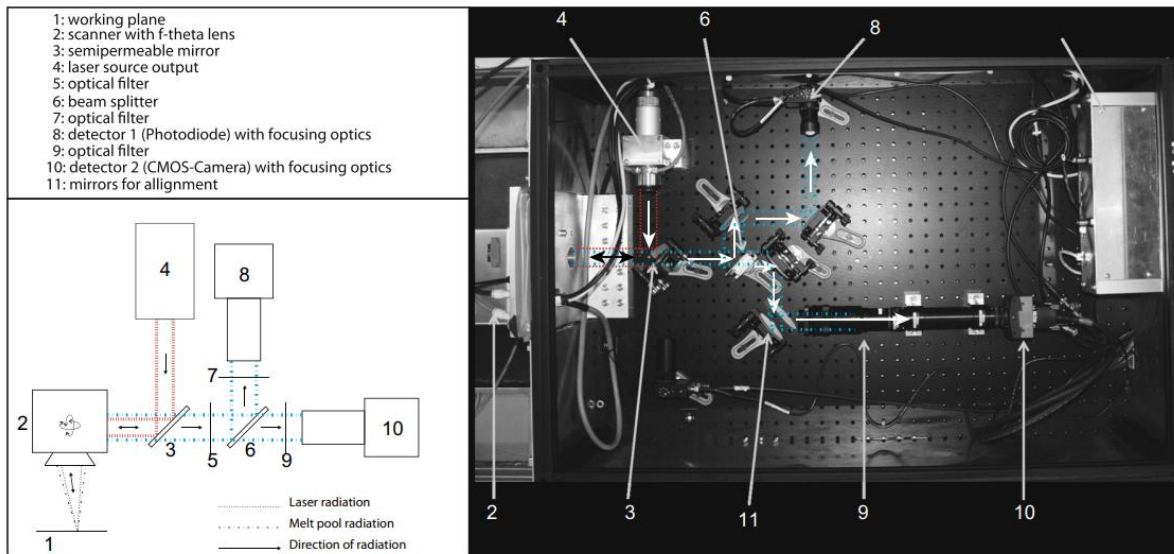 1: working plane
2: scanner with f-theta lens
3: semipermeable mirror
4: laser source output
5: optical filter
6: beam splitter
7: optical filter
8: detector 1 (Photodiode) with focusing optics
9: optical filter
10: detector 2 (CMOS-Camera) with focusing optics
11: mirrors for allignment
4
8
7
2
10
3
5
6
9
1
Laser radiation
Melt pool radiation
Direction of radiation
4
6
8
2
3
11
9
10